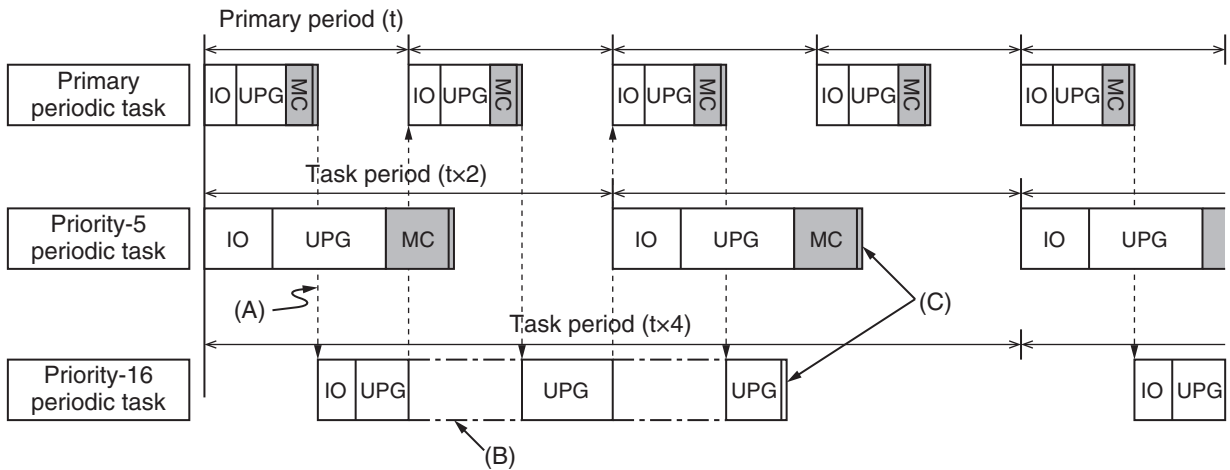 Primary period (t)
Primary
periodic task
IO UPG MC IO UPG MC IO UPG MC IO UPG MC IO UPG MC
Task period (t×2)
Priority-5
periodic task
IO UPG MC IO UPG MC IO UPG
(A)
(C)
Task period (t×4)
Priority-16
periodic task
IO UPG UPG UPG IO UPG
(B)